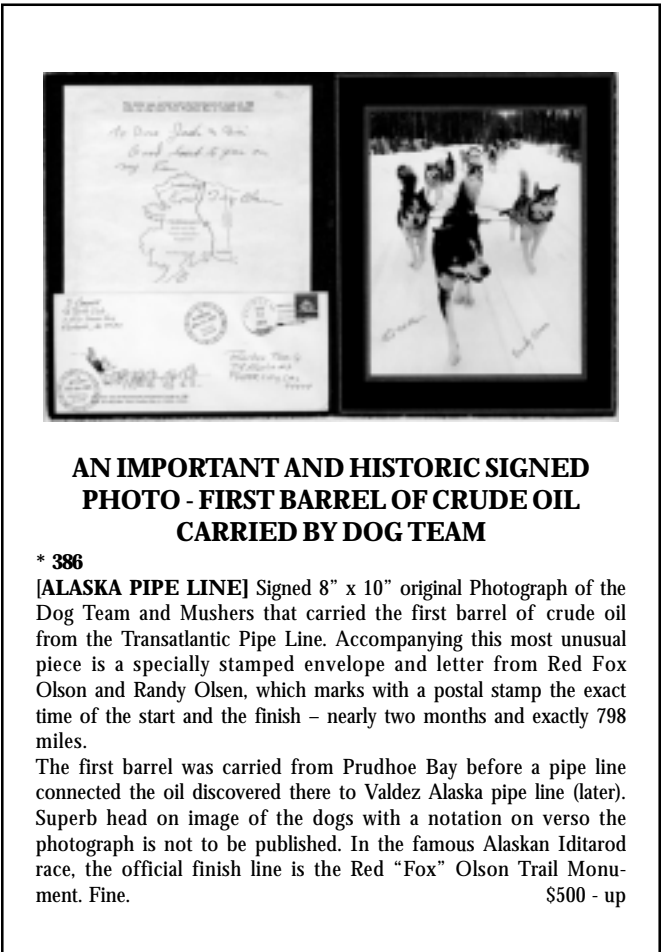 AN IMPORTANT AND HISTORIC SIGNED
PHOTO - FIRST BARREL OF CRUDE OIL
CARRIED BY DOG TEAM
* 386
[ALASKA PIPE LINE] Signed 8” x 10” original Photograph of the
Dog Team and Mushers that carried the first barrel of crude oil
from the Transatlantic Pipe Line. Accompanying this most unusual
piece is a specially stamped envelope and letter from Red Fox
Olson and Randy Olsen, which marks with a postal stamp the exact
time of the start and the finish – nearly two months and exactly 798
miles.
The first barrel was carried from Prudhoe Bay before a pipe line
connected the oil discovered there to Valdez Alaska pipe line (later).
Superb head on image of the dogs with a notation on verso the
photograph is not to be published. In the famous Alaskan Iditarod
race, the official finish line is the Red “Fox” Olson Trail Monu-
ment. Fine. $500 - up